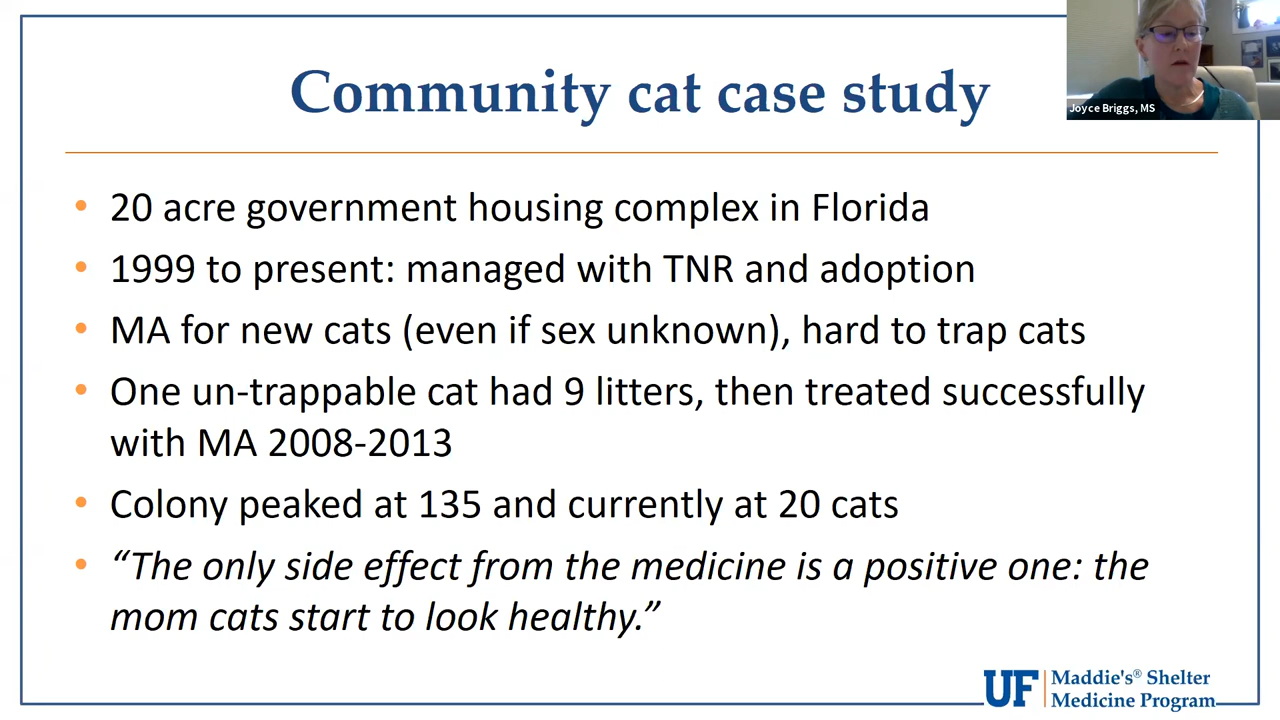 Community cat case study
Joyce Briggs, MS
• 20 acre government housing complex in Florida
• 1999 to present: managed with TNR and adoption
• MA for new cats (even if sex unknown), hard to trap cats
• One un-trappable cat had 9 litters, then treated successfully
with MA 2008-2013
• Colony peaked at 135 and currently at 20 cats
• “The only side effect from the medicine is a positive one: the
mom cats start to look healthy.”
UF Maddie's® Shelter
Medicine Program